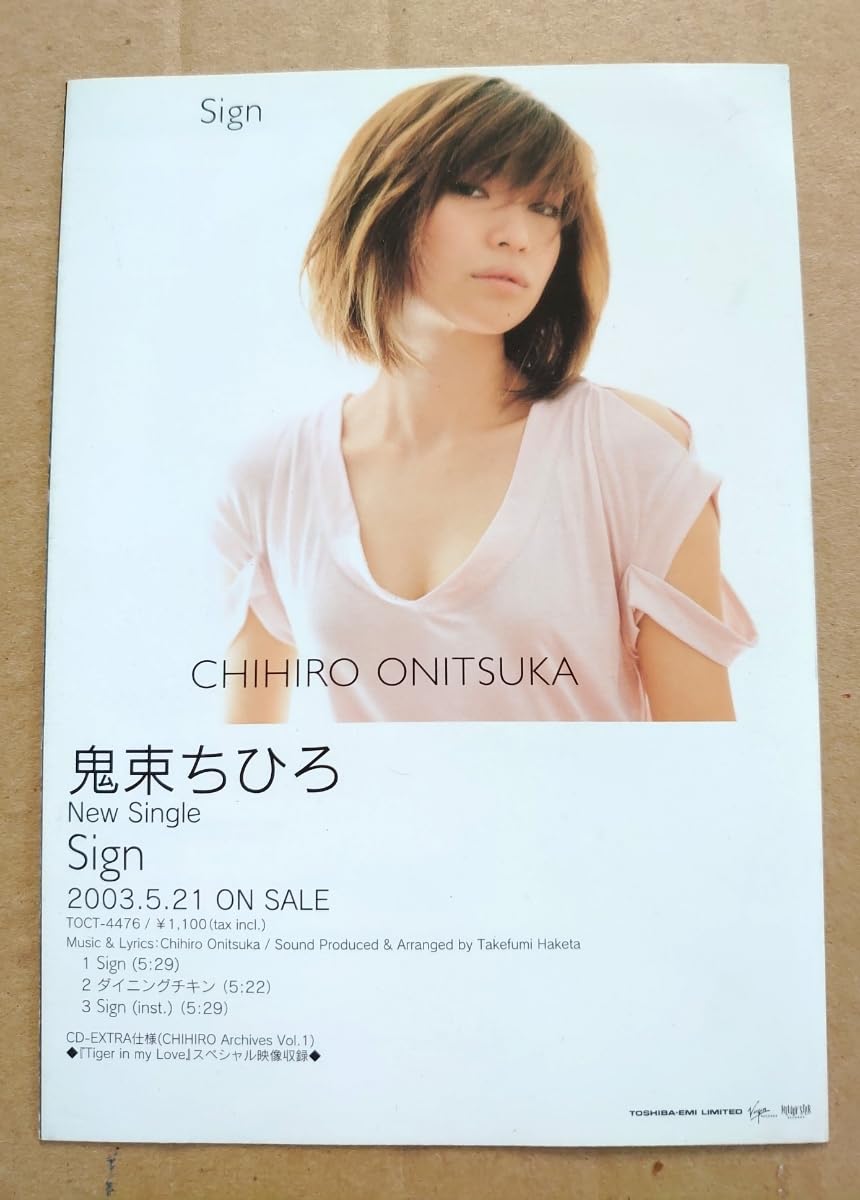 Sign
CHIHIRO ONITSUKA
鬼束ちひろ
New Single
Sign
2003.5.21 ON SALE
TOCT-4476 / ¥1,100(tax incl.)
Music & Lyrics:Chihiro Onitsuka / Sound Produced & Arranged by Takefumi Haketa
1 Sign (5:29)
2 ダイニングチキン (5:22)
3 Sign (inst.) (5:29)
CD-EXTRA仕様(CHIHIRO Archives Vol.1)
◆『Tiger in my Love』スペシャル映像収録◆
TOSHIBA-EMI LIMITED Virgin